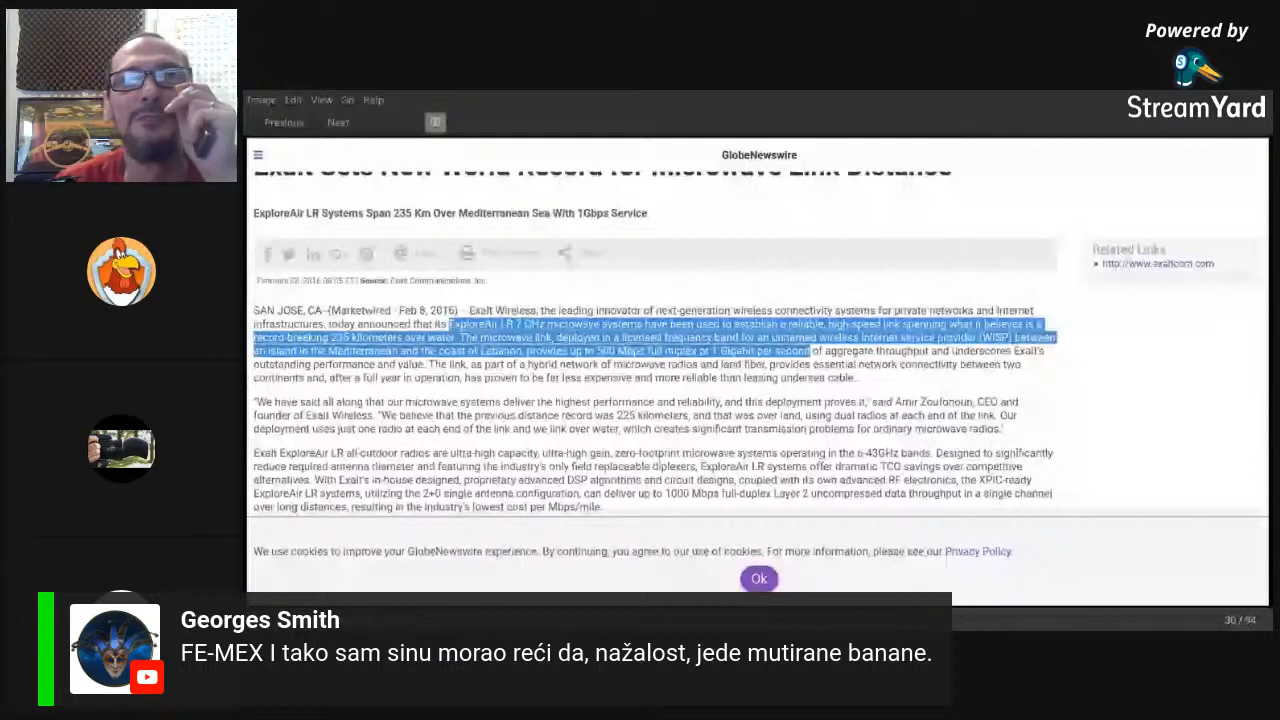 Powered by
StreamYard
Image Edit View Go Help
Previous Next
GlobeNewswire
Exalt Sets New World Record for Microwave Link Distance
ExploreAir LR Systems Span 235 Km Over Mediterranean Sea With 1Gbps Service
Related Links
http://www.exaltcom.com
Source: Exalt Communications, Inc.
SAN JOSE, CA--(Marketwired - Feb 8, 2016) - Exalt Wireless, the leading innovator of next-generation wireless connectivity systems for private networks and Internet
infrastructures, today announced that its ExploreAir LR 7 GHz microwave systems have been used to establish a reliable, high-speed link spanning what it believes is a
record breaking 235 kilometers over water. The microwave link, deployed in a licensed frequency band for an unnamed wireless Internet service provider (WISP) between
an island in the Mediterranean and the coast of Lebanon, provides up to 500 Mbps full duplex or 1 Gigabit per second of aggregate throughput and underscores Exalt's
outstanding performance and value. The link, as part of a hybrid network of microwave radios and land fiber, provides essential network connectivity between two
continents and, after a full year in operation, has proven to be far less expensive and more reliable than leasing undersea cable.
"We have said all along that our microwave systems deliver the highest performance and reliability, and this deployment proves it," said Amir Zoufonoun, CEO and
founder of Exalt Wireless. "We believe that the previous distance record was 225 kilometers, and that was over land, using dual radios at each end of the link. Our
deployment uses just one radio at each end of the link and we link over water, which creates significant transmission problems for ordinary microwave radios."
Exalt ExploreAir LR all-outdoor radios are ultra-high capacity, ultra-high gain, zero-footprint microwave systems operating in the 6-43GHz bands. Designed to significantly
reduce required antenna diameter and featuring the industry's only field replaceable diplexers, ExploreAir LR systems offer dramatic TCO savings over competitive
alternatives. With Exalt's in-house designed, proprietary advanced DSP algorithms and circuit designs, coupled with its own advanced RF electronics, the XPIC-ready
ExploreAir LR systems, utilizing the 2+0 single antenna configuration, can deliver up to 1000 Mbps full-duplex Layer 2 uncompressed data throughput in a single channel
over long distances, resulting in the industry's lowest cost per Mbps/mile.
We use cookies to improve your GlobeNewswire experience. By continuing, you agree to our use of cookies. For more information, please see our Privacy Policy.
Ok
30 / 94
Georges Smith
FE-MEX I tako sam sinu morao reći da, nažalost, jede mutirane banane.